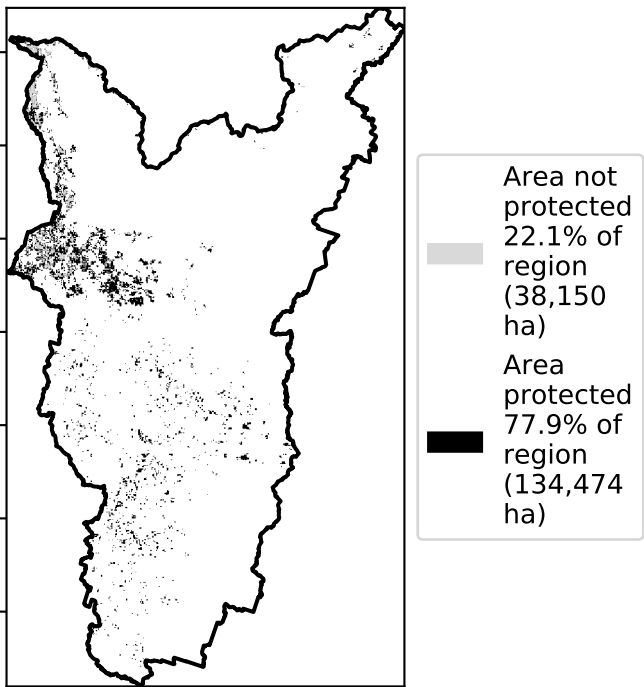 Area not
protected
22.1% of
region
(38,150
ha)
Area
protected
77.9% of
region
(134,474
ha)